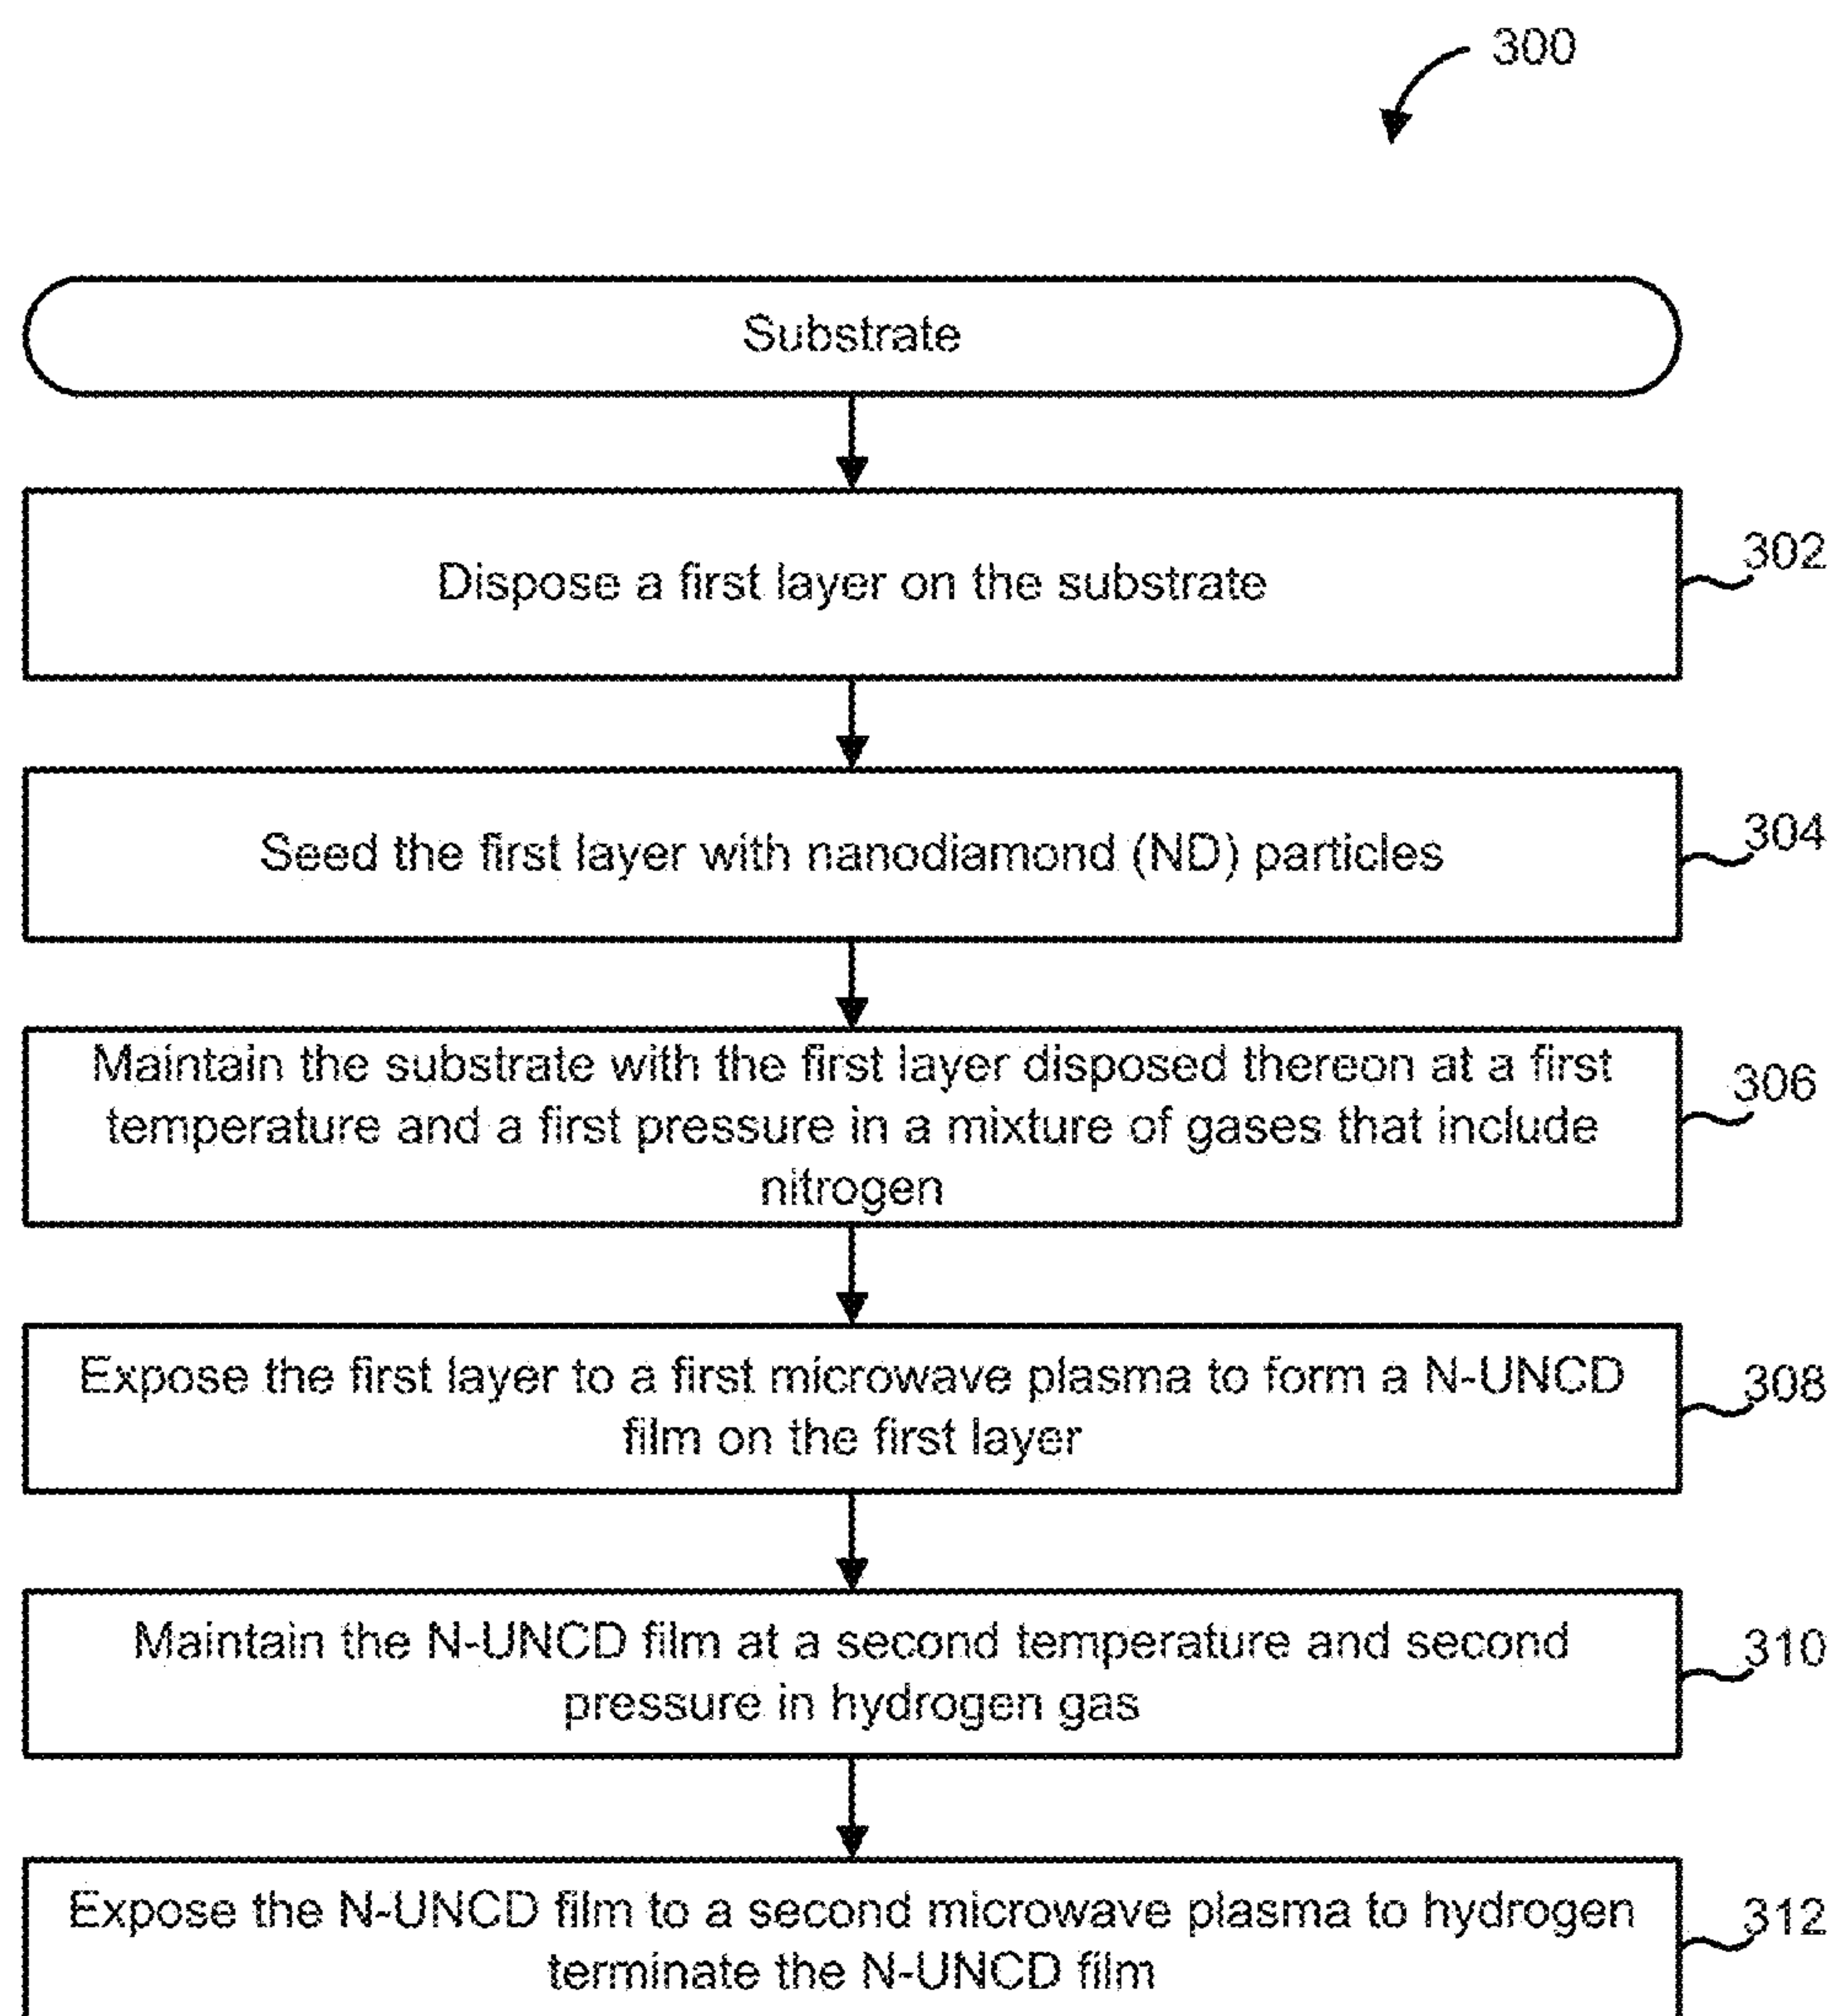 300
Substrate
Dispose a first layer on the substrate
302
Seed the first layer with nanodiamond (ND) particles
304
Maintain the substrate with the first layer disposed thereon at a first
temperature and a first pressure in a mixture of gases that include
nitrogen
306
Expose the first layer to a first microwave plasma to form a N-UNCD
film on the first layer
308
Maintain the N-UNCD film at a second temperature and second
pressure in hydrogen gas
310
Expose the N-UNCD film to a second microwave plasma to hydrogen
terminate the N-UNCD film
312